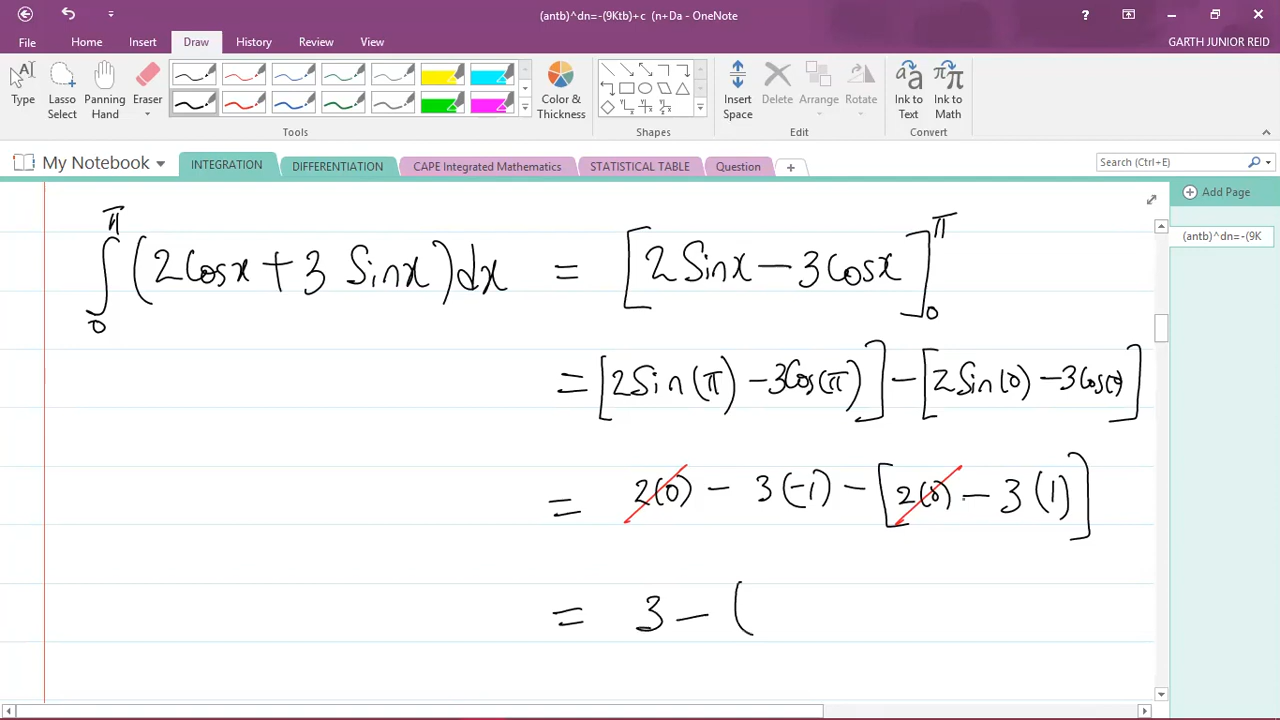 (antb)^dn=-(9Ktb)+c (n+Da - OneNote
File Home Insert Draw History Review View GARTH JUNIOR REID
Type Lasso Select Panning Hand Eraser Color & Thickness Insert Space Delete Arrange Rotate Ink to Text Ink to Math
Tools Shapes Edit Convert
My Notebook INTEGRATION DIFFERENTIATION CAPE Integrated Mathematics STATISTICAL TABLE Question Search (Ctrl+E)
Add Page
(antb)^dn=-(9K
∫₀^π (2Cosx + 3 Sinx)dx = [2Sinx - 3Cosx]₀^π
= [2Sin(π) - 3Cos(π)] - [2Sin(0) - 3Cos(0)]
= 2(0) - 3(-1) - [2(0) - 3(1)]
= 3 - (